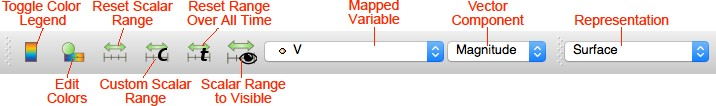 Toggle Color
Legend
Reset Scalar
Range
Reset Range
Over All Time
Mapped
Variable
Vector
Component
Representation
C
t
V
Magnitude
Surface
Edit
Colors
Custom Scalar
Range
Scalar Range
to Visible